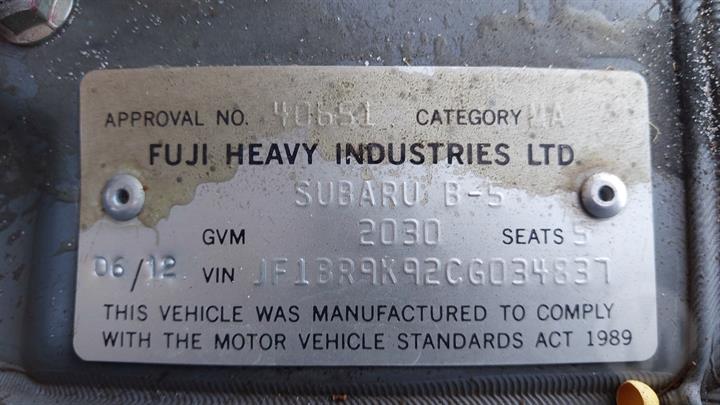 APPROVAL NO. 40651 CATEGORY MA
FUJI HEAVY INDUSTRIES LTD.
SUBARU B-5
GVM 2030 SEATS 5
06/12 VIN JF1BR9K92CG034837
THIS VEHICLE WAS MANUFACTURED TO COMPLY
WITH THE MOTOR VEHICLE STANDARDS ACT 1989